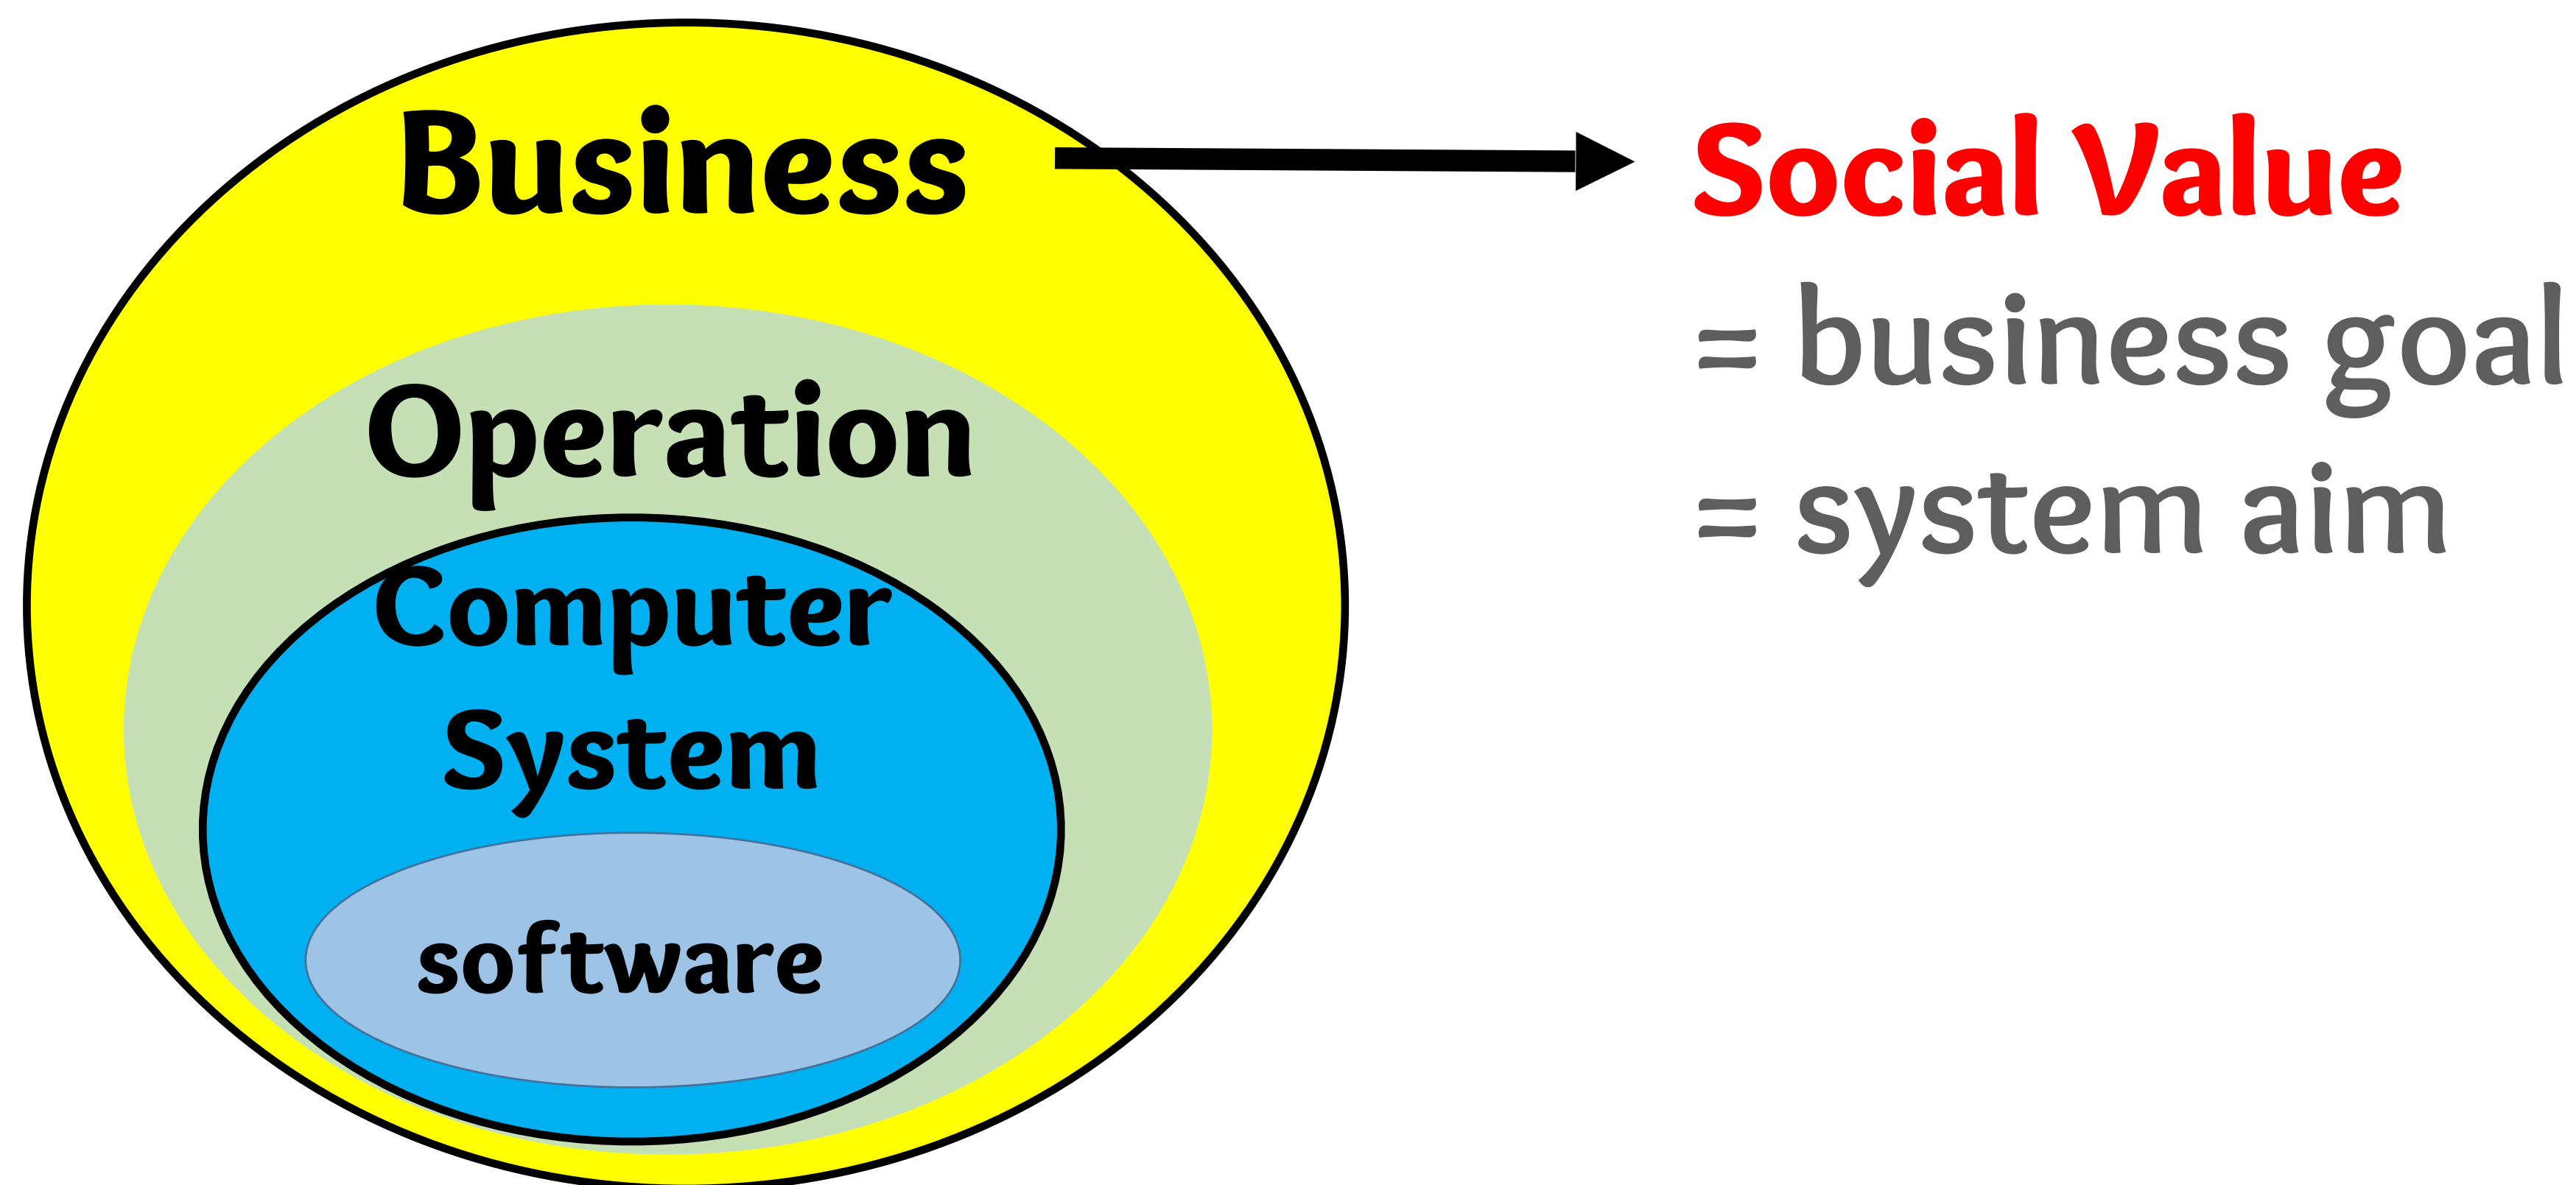 Business
Operation
Computer
System
software
Social Value
= business goal
= system aim